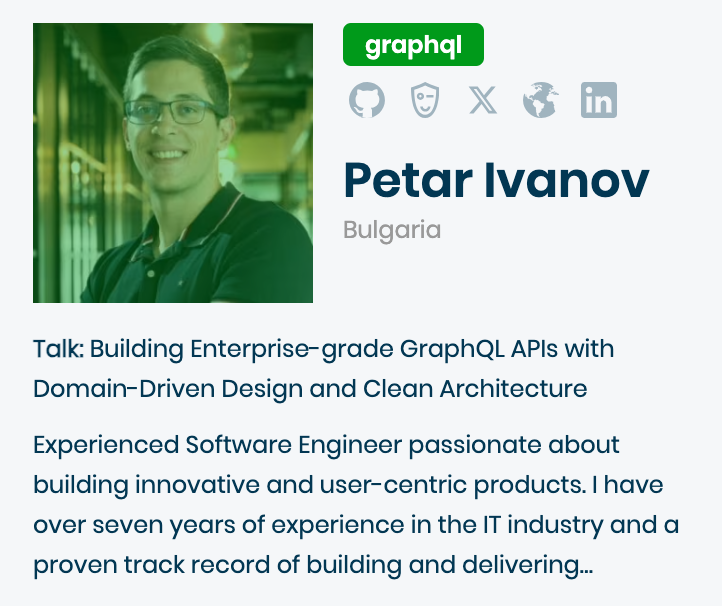 graphql
Petar Ivanov
Bulgaria
Talk: Building Enterprise-grade GraphQL APIs with
Domain-Driven Design and Clean Architecture
Experienced Software Engineer passionate about
building innovative and user-centric products. I have
over seven years of experience in the IT industry and a
proven track record of building and delivering...